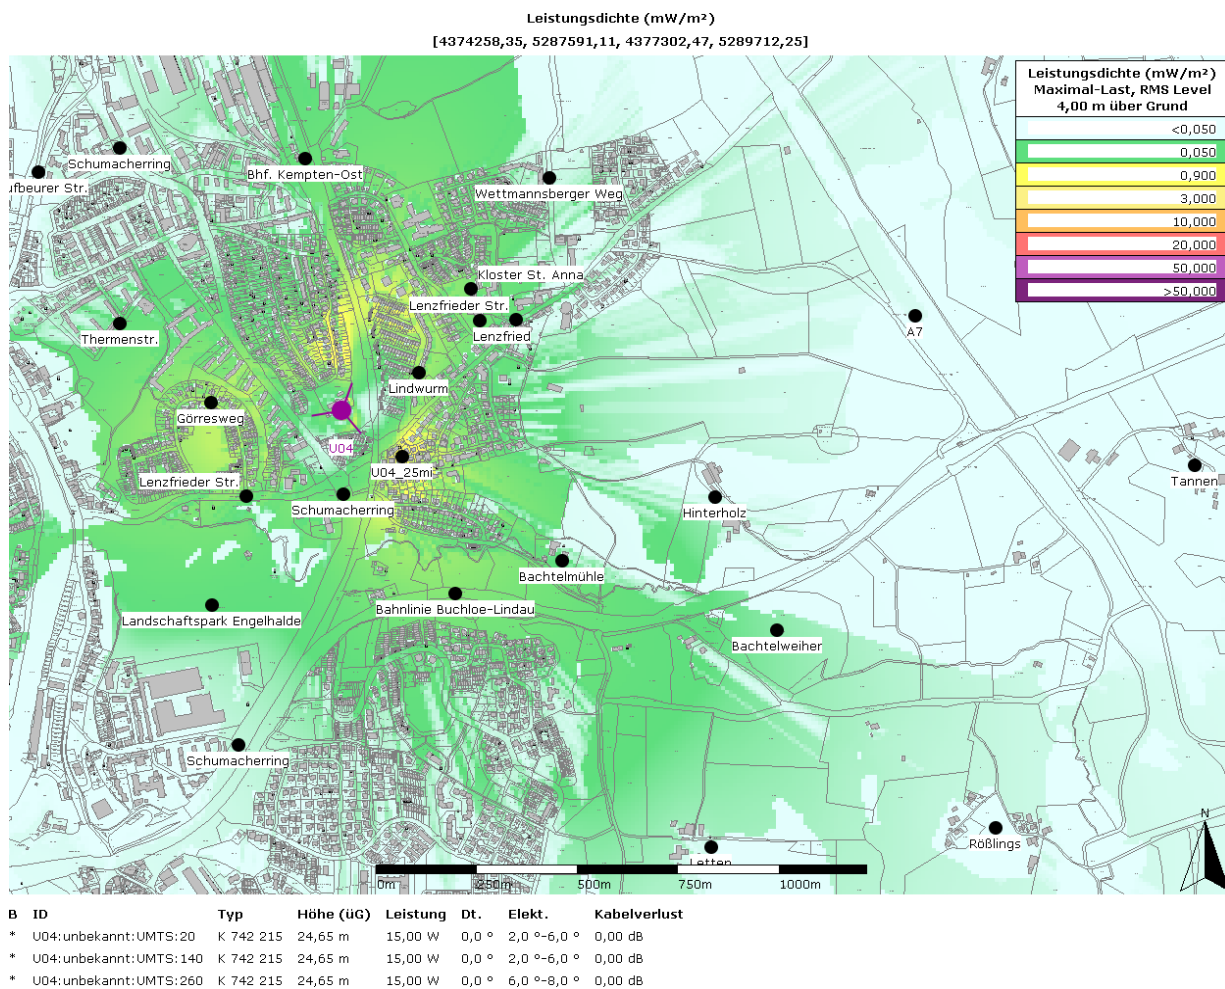 Leistungsdichte (mW/m²)
[4374258,35, 5287591,11, 4377302,47, 5289712,25]
Leistungsdichte (mW/m²)
Maximal-Last, RMS Level
4,00 m über Grund
<0,050
0,050
0,900
3,000
10,000
20,000
50,000
>50,000
Schumacherring
ufbeurer Str.
Bhf. Kempten-Ost
Wettmannsberger Weg
Kloster St. Anna
Lenzfrieder Str.
Lenzfried
Thermenstr.
A7
Lindwurm
Görresweg
U04
U04_25mi
Lenzfrieder Str.
Schumacherring
Hinterholz
Tannen
Bachtelmühle
Bahnlinie Buchloe-Lindau
Landschaftspark Engelhalde
Bachtelweiher
Schumacherring
Rößlings
Letten
N
0m 250m 500m 750m 1000m
B ID Typ Höhe (üG) Leistung Dt. Elekt. Kabelverlust
* U04:unbekannt:UMTS:20 K 742 215 24,65 m 15,00 W 0,0 ° 2,0 °-6,0 ° 0,00 dB
* U04:unbekannt:UMTS:140 K 742 215 24,65 m 15,00 W 0,0 ° 2,0 °-6,0 ° 0,00 dB
* U04:unbekannt:UMTS:260 K 742 215 24,65 m 15,00 W 0,0 ° 6,0 °-8,0 ° 0,00 dB